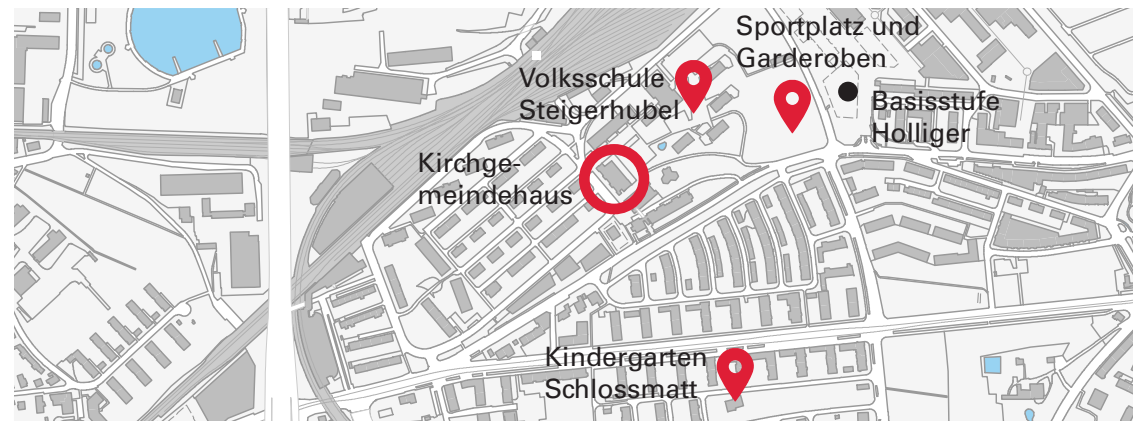 Sportplatz und
Garderoben
Volksschule
Steigerhubel
Basisstufe
Holliger
Kirchge-
meindehaus
Kindergarten
Schlossmatt